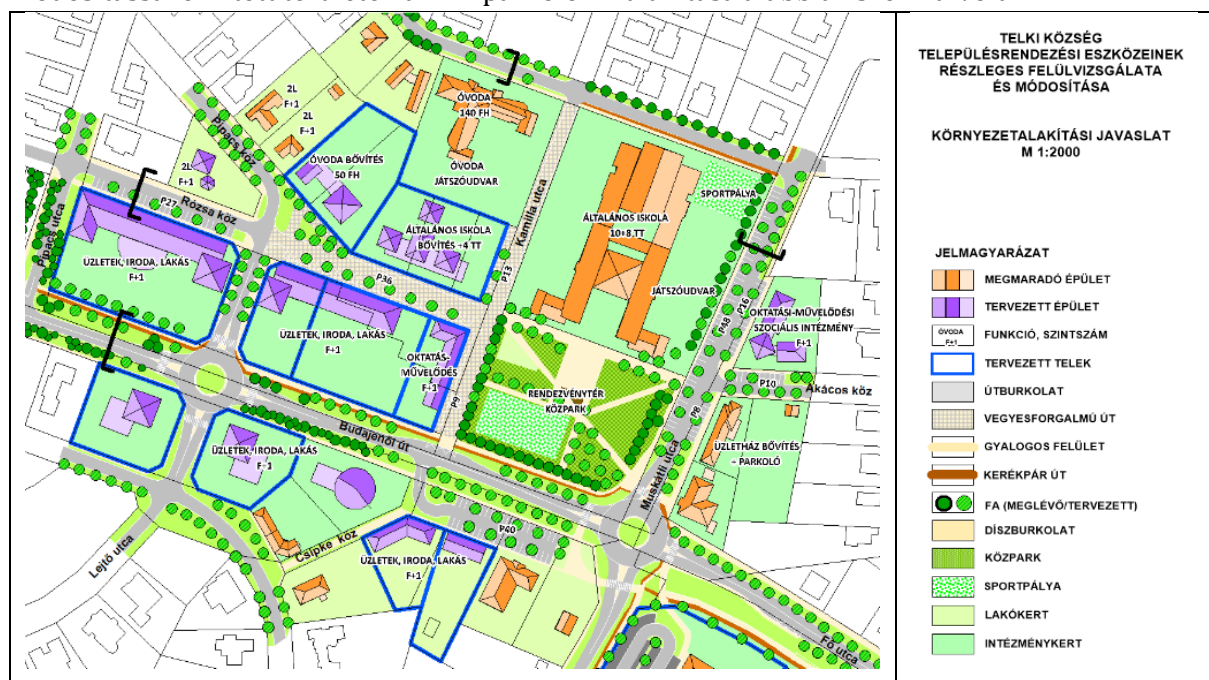 TELKI KÖZSÉG
TELEPÜLÉSRENDEZÉSI ESZKÖZEINEK
RÉSZLEGES FELÜLVIZSGÁLATA
ÉS MÓDOSÍTÁSA
KÖRNYEZETALAKÍTÁSI JAVASLAT
M 1:2000
JELMAGYARÁZAT
MEGMARADÓ ÉPÜLET
TERVEZETT ÉPÜLET
ÓVODA
F+1
FUNKCIÓ, SZINTSZÁM
TERVEZETT TELEK
ÚTBURKOLAT
VEGYESFORGALMÚ ÚT
GYALOGOS FELÜLET
KERÉKPÁR ÚT
FA (MEGLÉVŐ/TERVEZETT)
DÍSZBURKOLAT
KÖZPARK
SPORTPÁLYA
LAKÓKERT
INTÉZMÉNYKERT
2L
F+1
2L
F+1
2L
F+1
Pipacs köz
ÓVODA
140 FH
ÓVODA BŐVÍTÉS
50 FH
ÓVODA
JÁTSZÓUDVAR
Kamilla utca
SPORTPÁLYA
ÁLTALÁNOS ISKOLA
10+8 TT
ÁLTALÁNOS ISKOLA
BŐVÍTÉS +4 TT
P27
Rózsa köz
Pipacs utca
ÜZLETEK, IRODA, LAKÁS
F+1
P36
P13
JÁTSZÓUDVAR
P48
P16
OKTATÁSI-MŰVELŐDÉSI
SZOCIÁLIS INTÉZMÉNY
F+1
ÜZLETEK, IRODA, LAKÁS
F+1
OKTATÁS-
MŰVELŐDÉS
F+1
P9
RENDEZVÉNYTÉR
KÖZPARK
P10
Akácos köz
P8
Budajenői út
ÜZLETHÁZ BŐVÍTÉS
+ PARKOLÓ
Muskátli utca
ÜZLETEK, IRODA, LAKÁS
F+1
P40
Csipke köz
Lejtő utca
ÜZLETEK, IRODA, LAKÁS
F+1
Fő utca